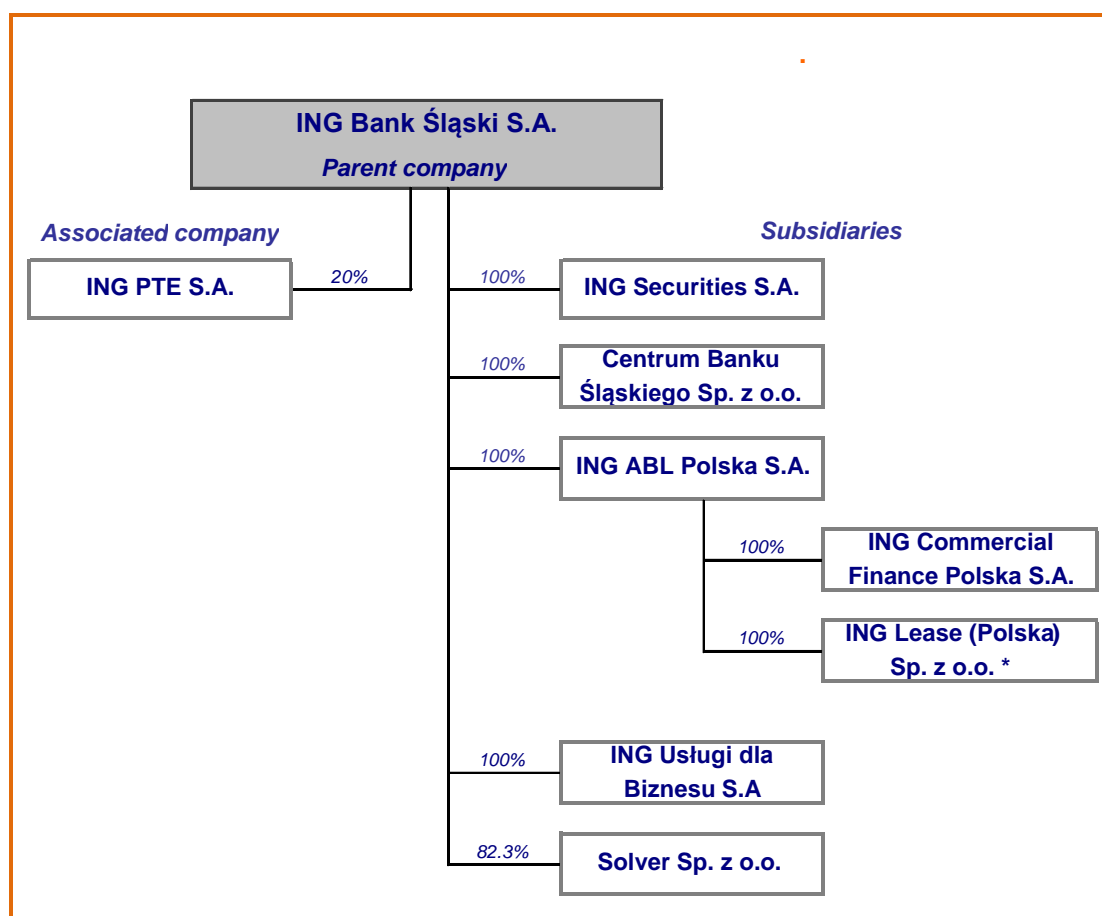 ING Bank Śląski S.A.
Parent company
Associated company
Subsidiaries
ING PTE S.A.
20%
100%
ING Securities S.A.
100%
Centrum Banku
Śląskiego Sp. z o.o.
100%
ING ABL Polska S.A.
100%
ING Commercial
Finance Polska S.A.
100%
ING Lease (Polska)
Sp. z o.o. *
100%
ING Usługi dla
Biznesu S.A
82.3%
Solver Sp. z o.o.